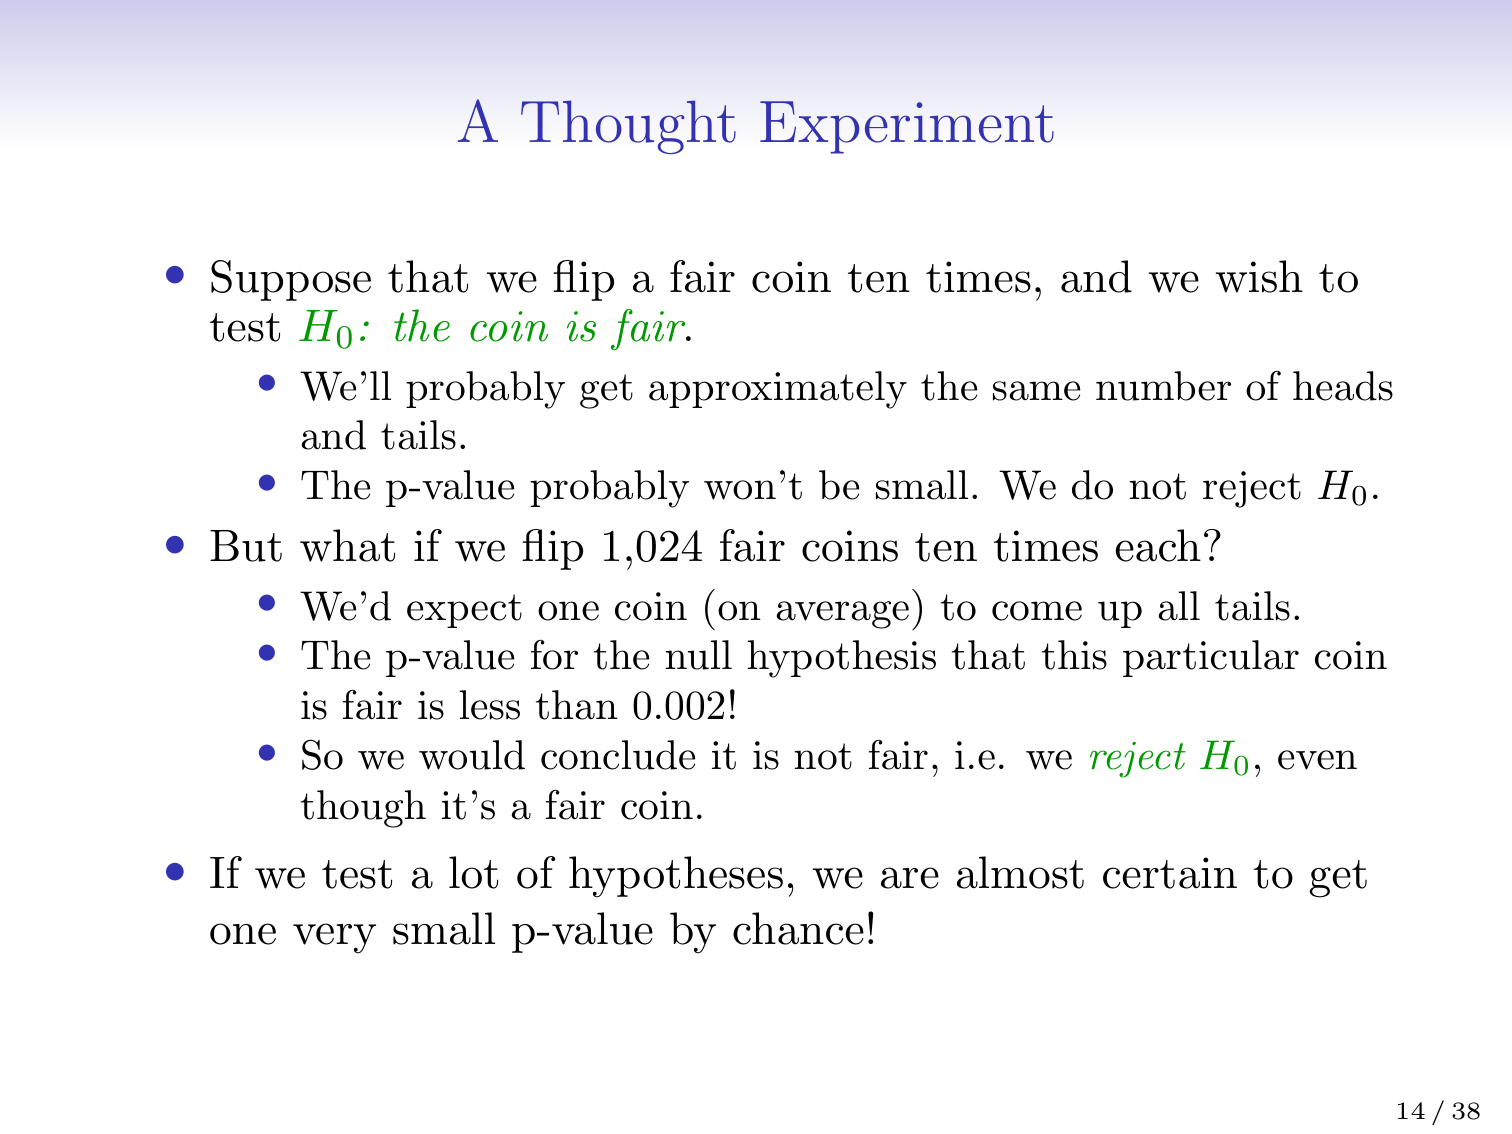 A Thought Experiment
• Suppose that we flip a fair coin ten times, and we wish to
test H₀: the coin is fair.
• We'll probably get approximately the same number of heads
and tails.
• The p-value probably won't be small. We do not reject H₀.
• But what if we flip 1,024 fair coins ten times each?
• We'd expect one coin (on average) to come up all tails.
• The p-value for the null hypothesis that this particular coin
is fair is less than 0.002!
• So we would conclude it is not fair, i.e. we reject H₀, even
though it's a fair coin.
• If we test a lot of hypotheses, we are almost certain to get
one very small p-value by chance!
14 / 38